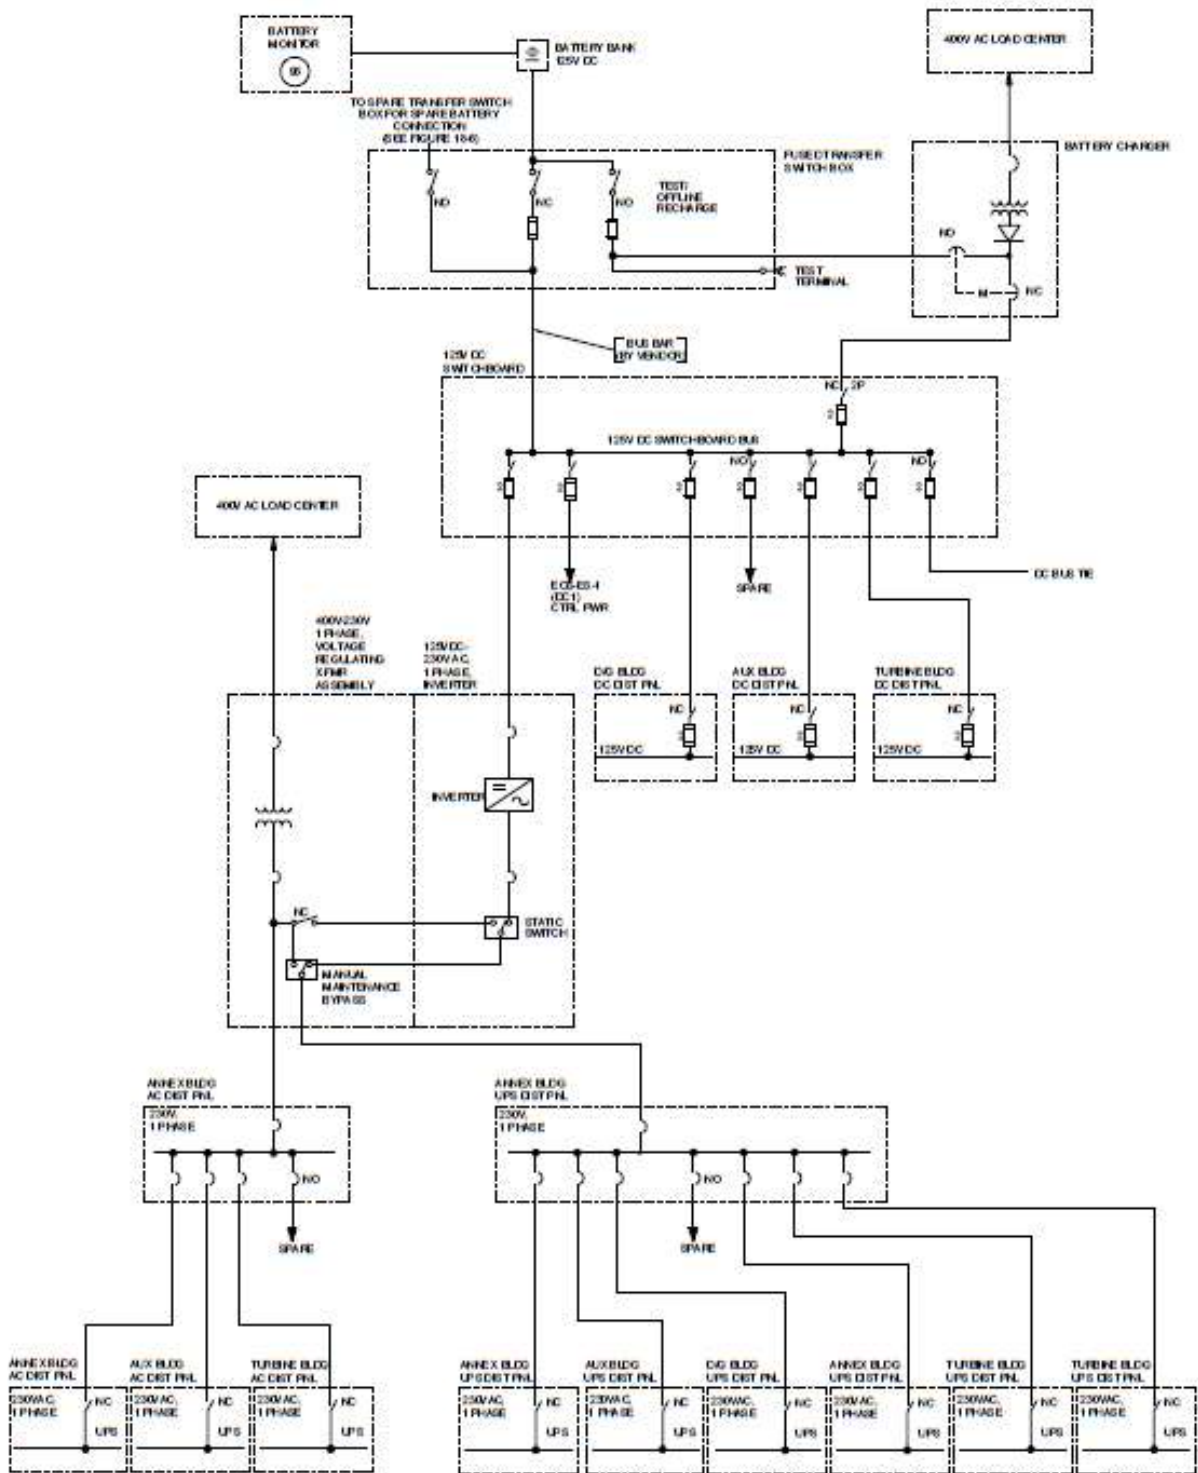 BATTERY
MONITOR
BATTERY BANK
125V DC
400V AC LOAD CENTER
TO SPARE TRANSFER SWITCH
BOX FOR SPARE BATTERY
CONNECTION
(SEE FIGURE 18-6)
FUSED TRANSFER
SWITCH BOX
BATTERY CHARGER
TEST/
OFFLINE
RECHARGE
NO
NC
NO
NO
TEST
TERMINAL
M
NC
BUS BAR
(BY VENDOR)
125V DC
SWITCHBOARD
NC 2P
125V DC SWITCHBOARD BUS
NO
NO
400V AC LOAD CENTER
DC BUS TIE
ECS-ES-4
(DC1)
CTRL PWR
SPARE
400V-230V
1 PHASE,
VOLTAGE
REGULATING
XFMR
ASSEMBLY
125VDC-
230VAC,
1 PHASE,
INVERTER
D/G BLDG
DC DIST PNL
AUX BLDG
DC DIST PNL
TURBINE BLDG
DC DIST PNL
NC
NC
NC
125V DC
125V DC
125V DC
INVERTER
NC
STATIC
SWITCH
MANUAL
MAINTENANCE
BYPASS
ANNEX BLDG
AC DIST PNL
ANNEX BLDG
UPS DIST PNL
230V,
1 PHASE
230V,
1 PHASE
NO
NO
SPARE
SPARE
ANNEX BLDG
AC DIST PNL
AUX BLDG
AC DIST PNL
TURBINE BLDG
AC DIST PNL
ANNEX BLDG
UPS DIST PNL
AUX BLDG
UPS DIST PNL
D/G BLDG
UPS DIST PNL
ANNEX BLDG
UPS DIST PNL
TURBINE BLDG
UPS DIST PNL
TURBINE BLDG
UPS DIST PNL
230VAC,
1 PHASE
NC
UPS
230VAC,
1 PHASE
NC
UPS
230VAC,
1 PHASE
NC
UPS
230VAC,
1 PHASE
NC
UPS
230VAC,
1 PHASE
NC
UPS
230VAC,
1 PHASE
NC
UPS
230VAC,
1 PHASE
NC
UPS
230VAC,
1 PHASE
NC
UPS
230VAC,
1 PHASE
NC
UPS